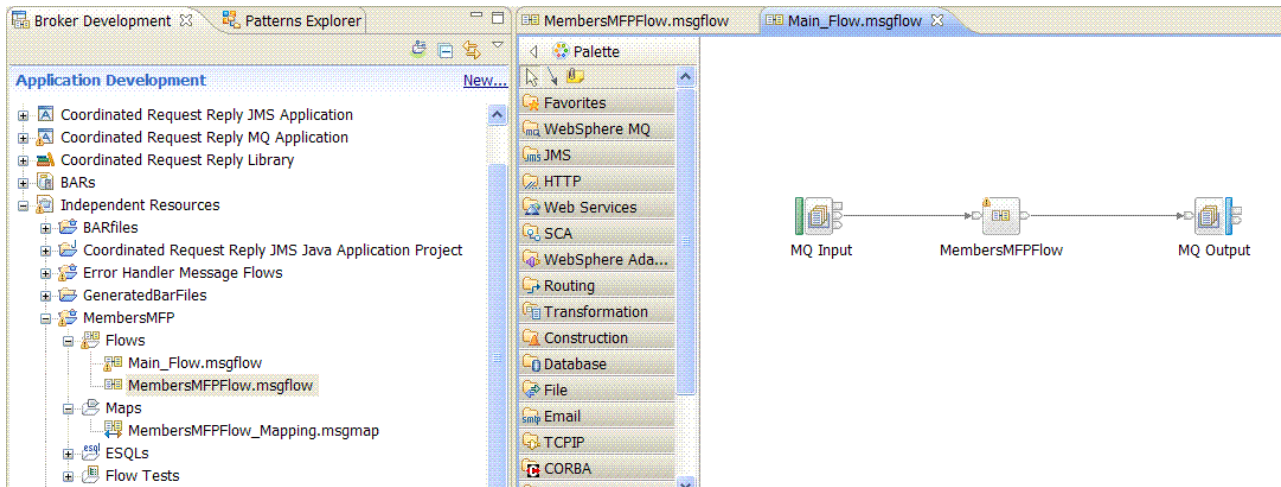 Broker Development
Patterns Explorer
Application Development
New...
Coordinated Request Reply JMS Application
Coordinated Request Reply MQ Application
Coordinated Request Reply Library
BARs
Independent Resources
BARfiles
Coordinated Request Reply JMS Java Application Project
Error Handler Message Flows
GeneratedBarFiles
MembersMFP
Flows
Main_Flow.msgflow
MembersMFPFlow.msgflow
Maps
MembersMFPFlow_Mapping.msgmap
esql ESQLs
Flow Tests
MembersMFPFlow.msgflow
Main_Flow.msgflow
Palette
Favorites
mq WebSphere MQ
jms JMS
HTTP
Web Services
SCA
WebSphere Ada...
Routing
Transformation
Construction
Database
File
smtp Email
TCPIP
CORBA
MQ Input
MembersMFPFlow
MQ Output